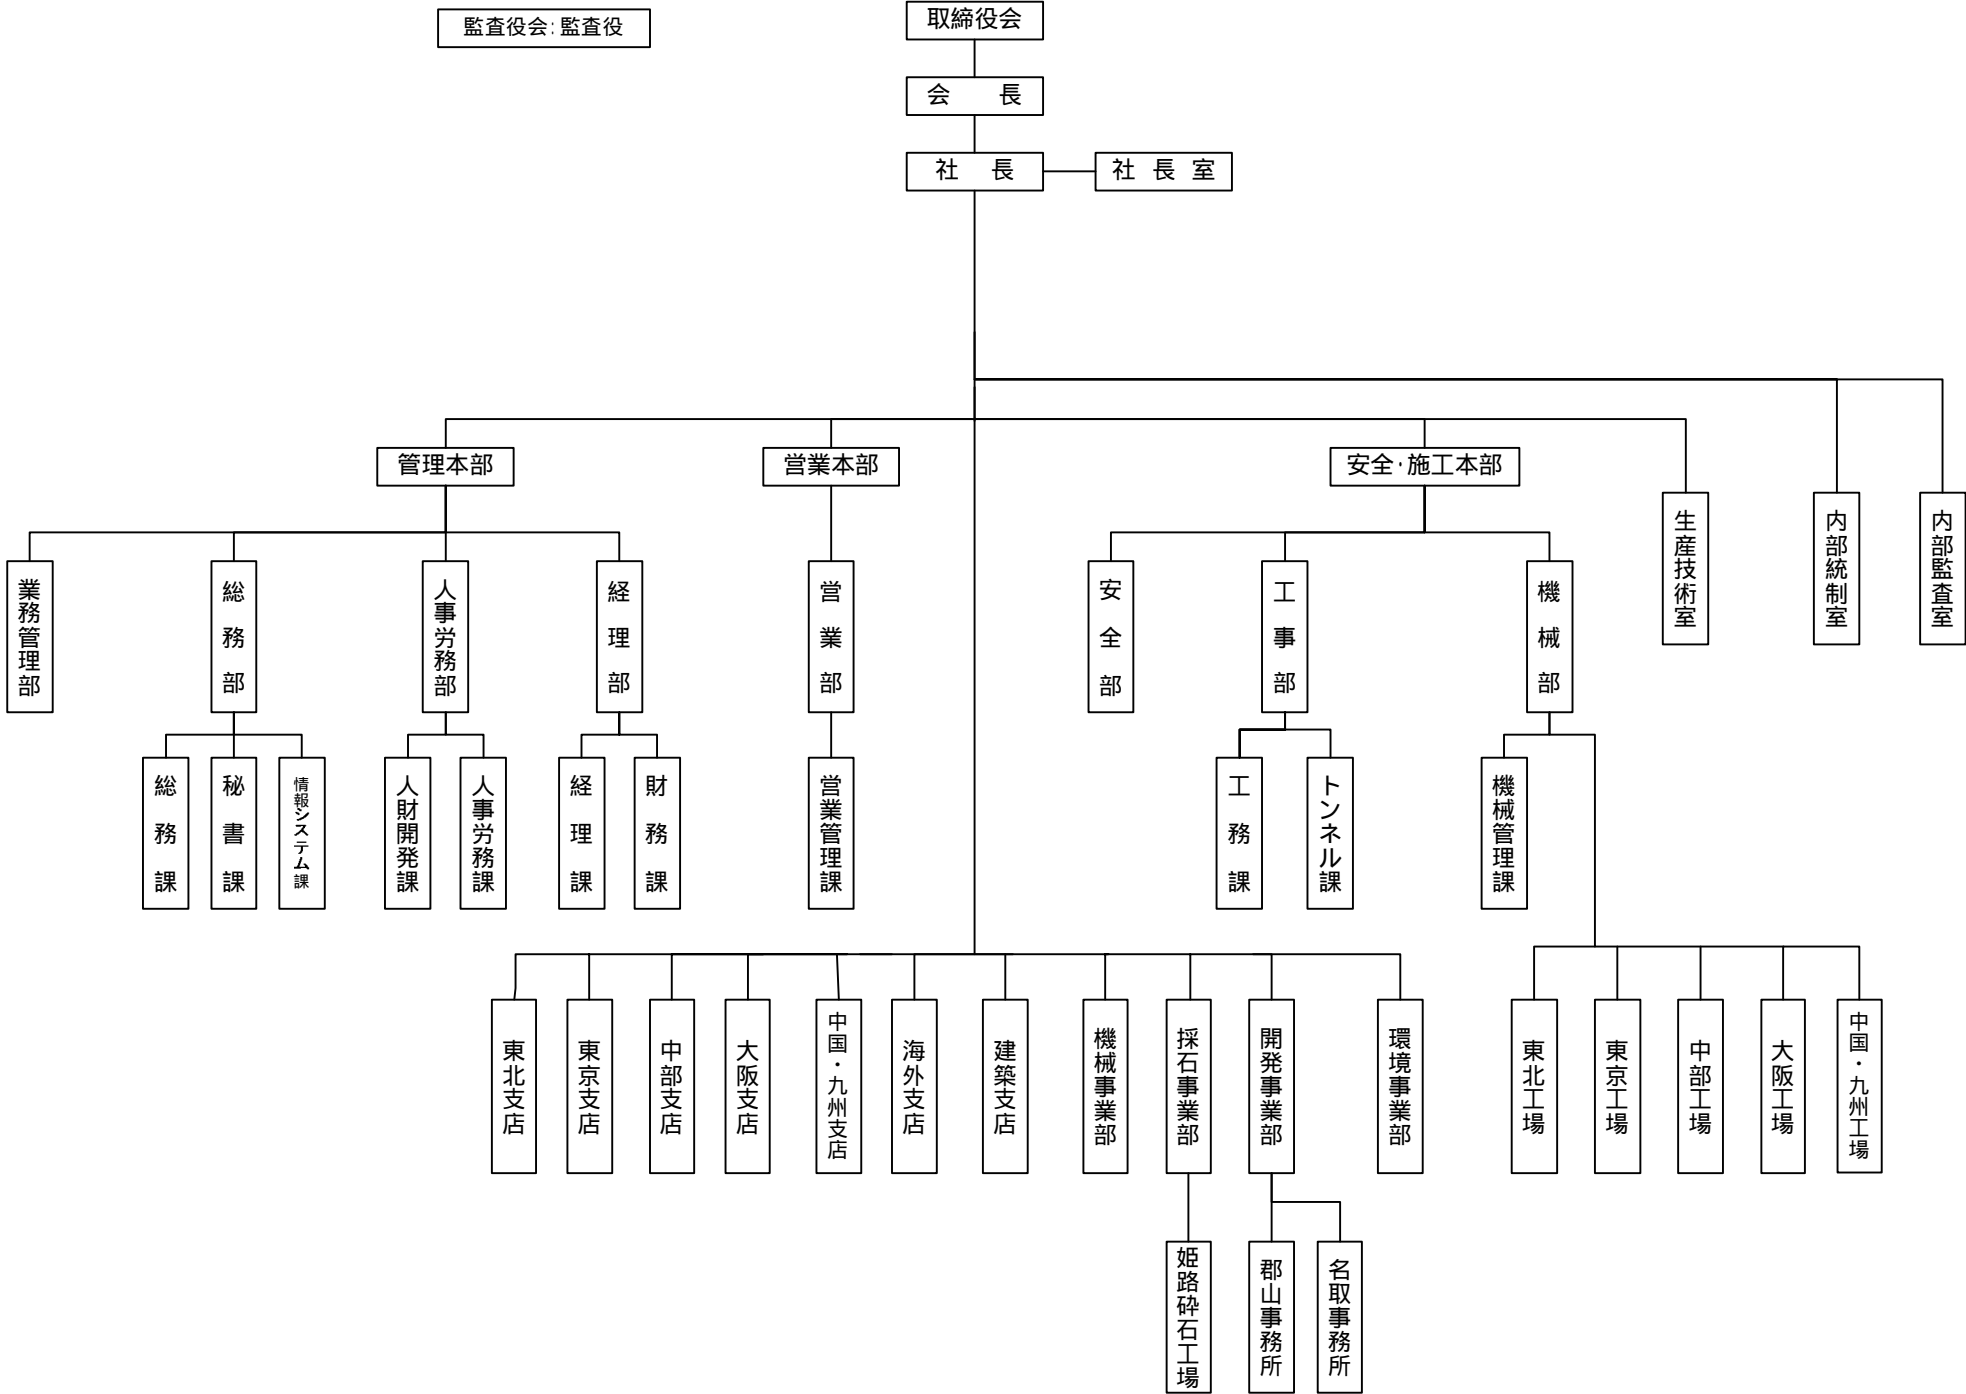 監査役会:監査役
取締役会
会 長
社 長
社 長 室
管理本部
営業本部
安全・施工本部
生産技術室
内部統制室
内部監査室
業務管理部
総務部
人事労務部
経理部
営業部
安全部
工事部
機械部
総務課
秘書課
情報システム課
人財開発課
人事労務課
経理課
財務課
営業管理課
工務課
トンネル課
機械管理課
東北支店
東京支店
中部支店
大阪支店
中国・九州支店
海外支店
建築支店
機械事業部
採石事業部
開発事業部
環境事業部
東北工場
東京工場
中部工場
大阪工場
中国・九州工場
姫路砕石工場
郡山事務所
名取事務所